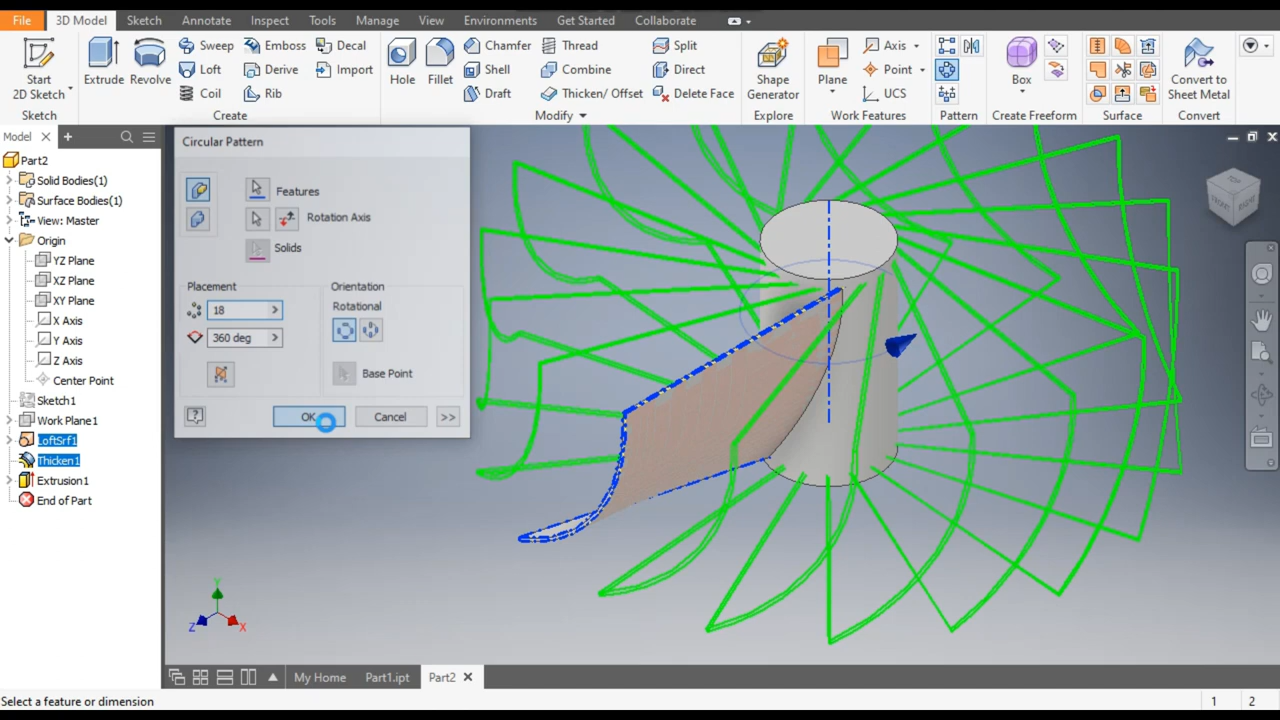 File 3D Model Sketch Annotate Inspect Tools Manage View Environments Get Started Collaborate
Start
2D Sketch
Sketch
Extrude
Revolve
Sweep
Loft
Coil
Emboss
Derive
Rib
Decal
Import
Create
Hole
Fillet
Chamfer
Shell
Draft
Thread
Combine
Thicken/ Offset
Split
Direct
Delete Face
Modify
Shape
Generator
Explore
Plane
Axis
Point
UCS
Work Features
Pattern
Box
Create Freeform
Surface
Convert to
Sheet Metal
Convert
Model
Part2
Solid Bodies(1)
Surface Bodies(1)
View: Master
Origin
YZ Plane
XZ Plane
XY Plane
X Axis
Y Axis
Z Axis
Center Point
Sketch1
Work Plane1
LoftSrf1
Thicken1
Extrusion1
End of Part
Circular Pattern
Features
Rotation Axis
Solids
Placement
18
360 deg
Orientation
Rotational
Base Point
OK
Cancel
>>
TOP
FRONT
RIGHT
Y
Z
X
My Home Part1.ipt Part2
Select a feature or dimension
1 2